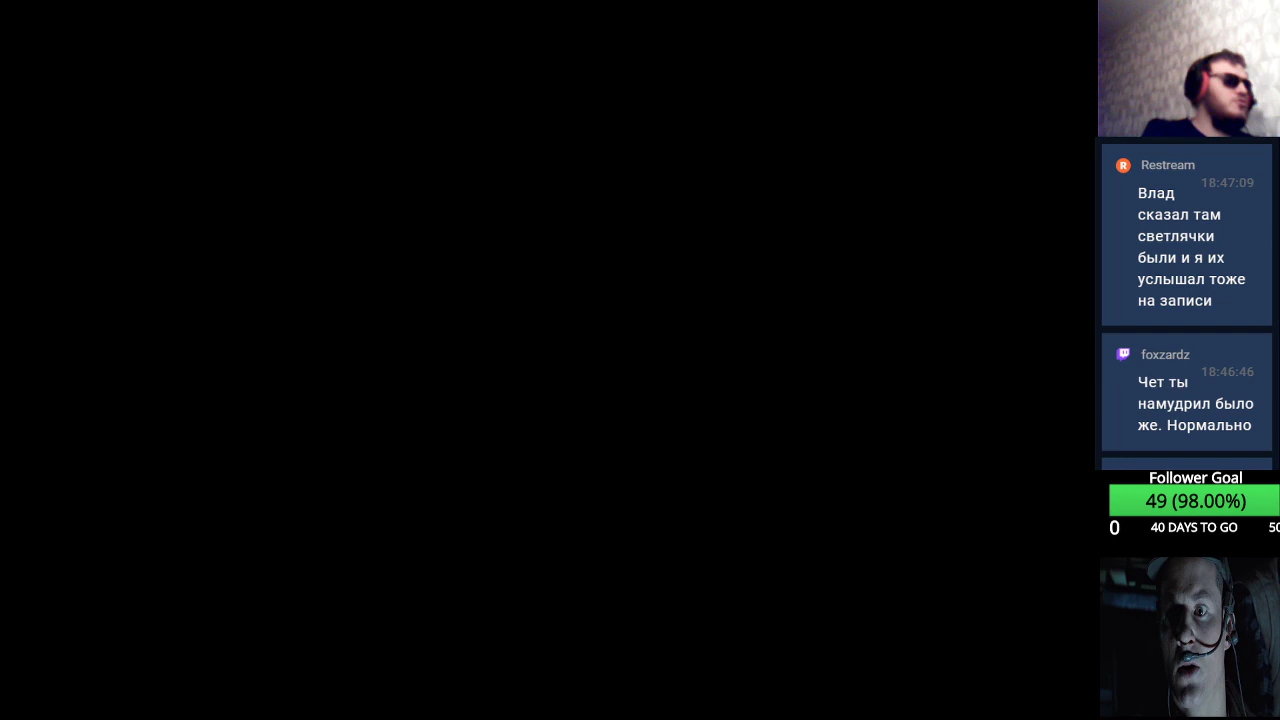 Restream
18:47:09
Влад
сказал там
светлячки
были и я их
услышал тоже
на записи
foxzardz
18:46:46
Чет ты
намудрил было
же. Нормально
Follower Goal
49 (98.00%)
0 40 DAYS TO GO 50